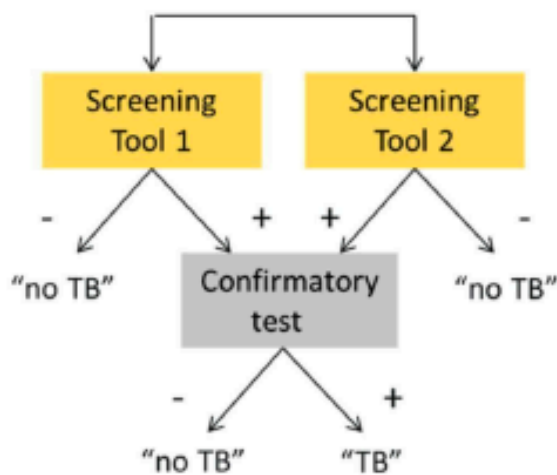 Screening
Tool 1
Screening
Tool 2
- + + -
"no TB"
Confirmatory
test
"no TB"
- +
"no TB" "TB"